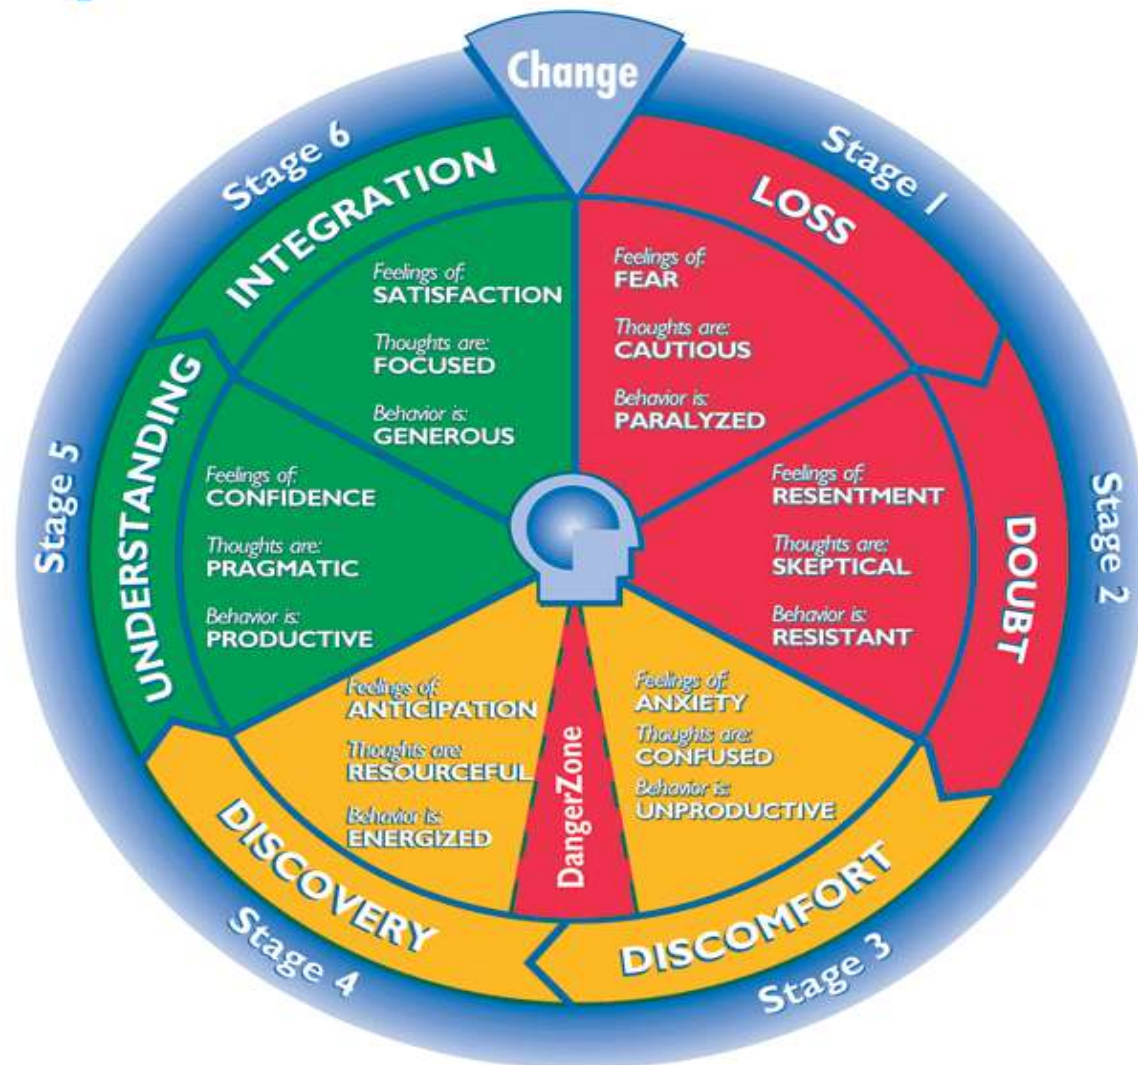 Change
Stage 1
LOSS
Feelings of:
FEAR
Thoughts are:
CAUTIOUS
Behavior is:
PARALYZED
Stage 2
DOUBT
Feelings of:
RESENTMENT
Thoughts are:
SKEPTICAL
Behavior is:
RESISTANT
Stage 3
DISCOMFORT
Feelings of:
ANXIETY
Thoughts are:
CONFUSED
Behavior is:
UNPRODUCTIVE
DangerZone
Stage 4
DISCOVERY
Feelings of:
ANTICIPATION
Thoughts are:
RESOURCEFUL
Behavior is:
ENERGIZED
Stage 5
UNDERSTANDING
Feelings of:
CONFIDENCE
Thoughts are:
PRAGMATIC
Behavior is:
PRODUCTIVE
Stage 6
INTEGRATION
Feelings of:
SATISFACTION
Thoughts are:
FOCUSED
Behavior is:
GENEROUS